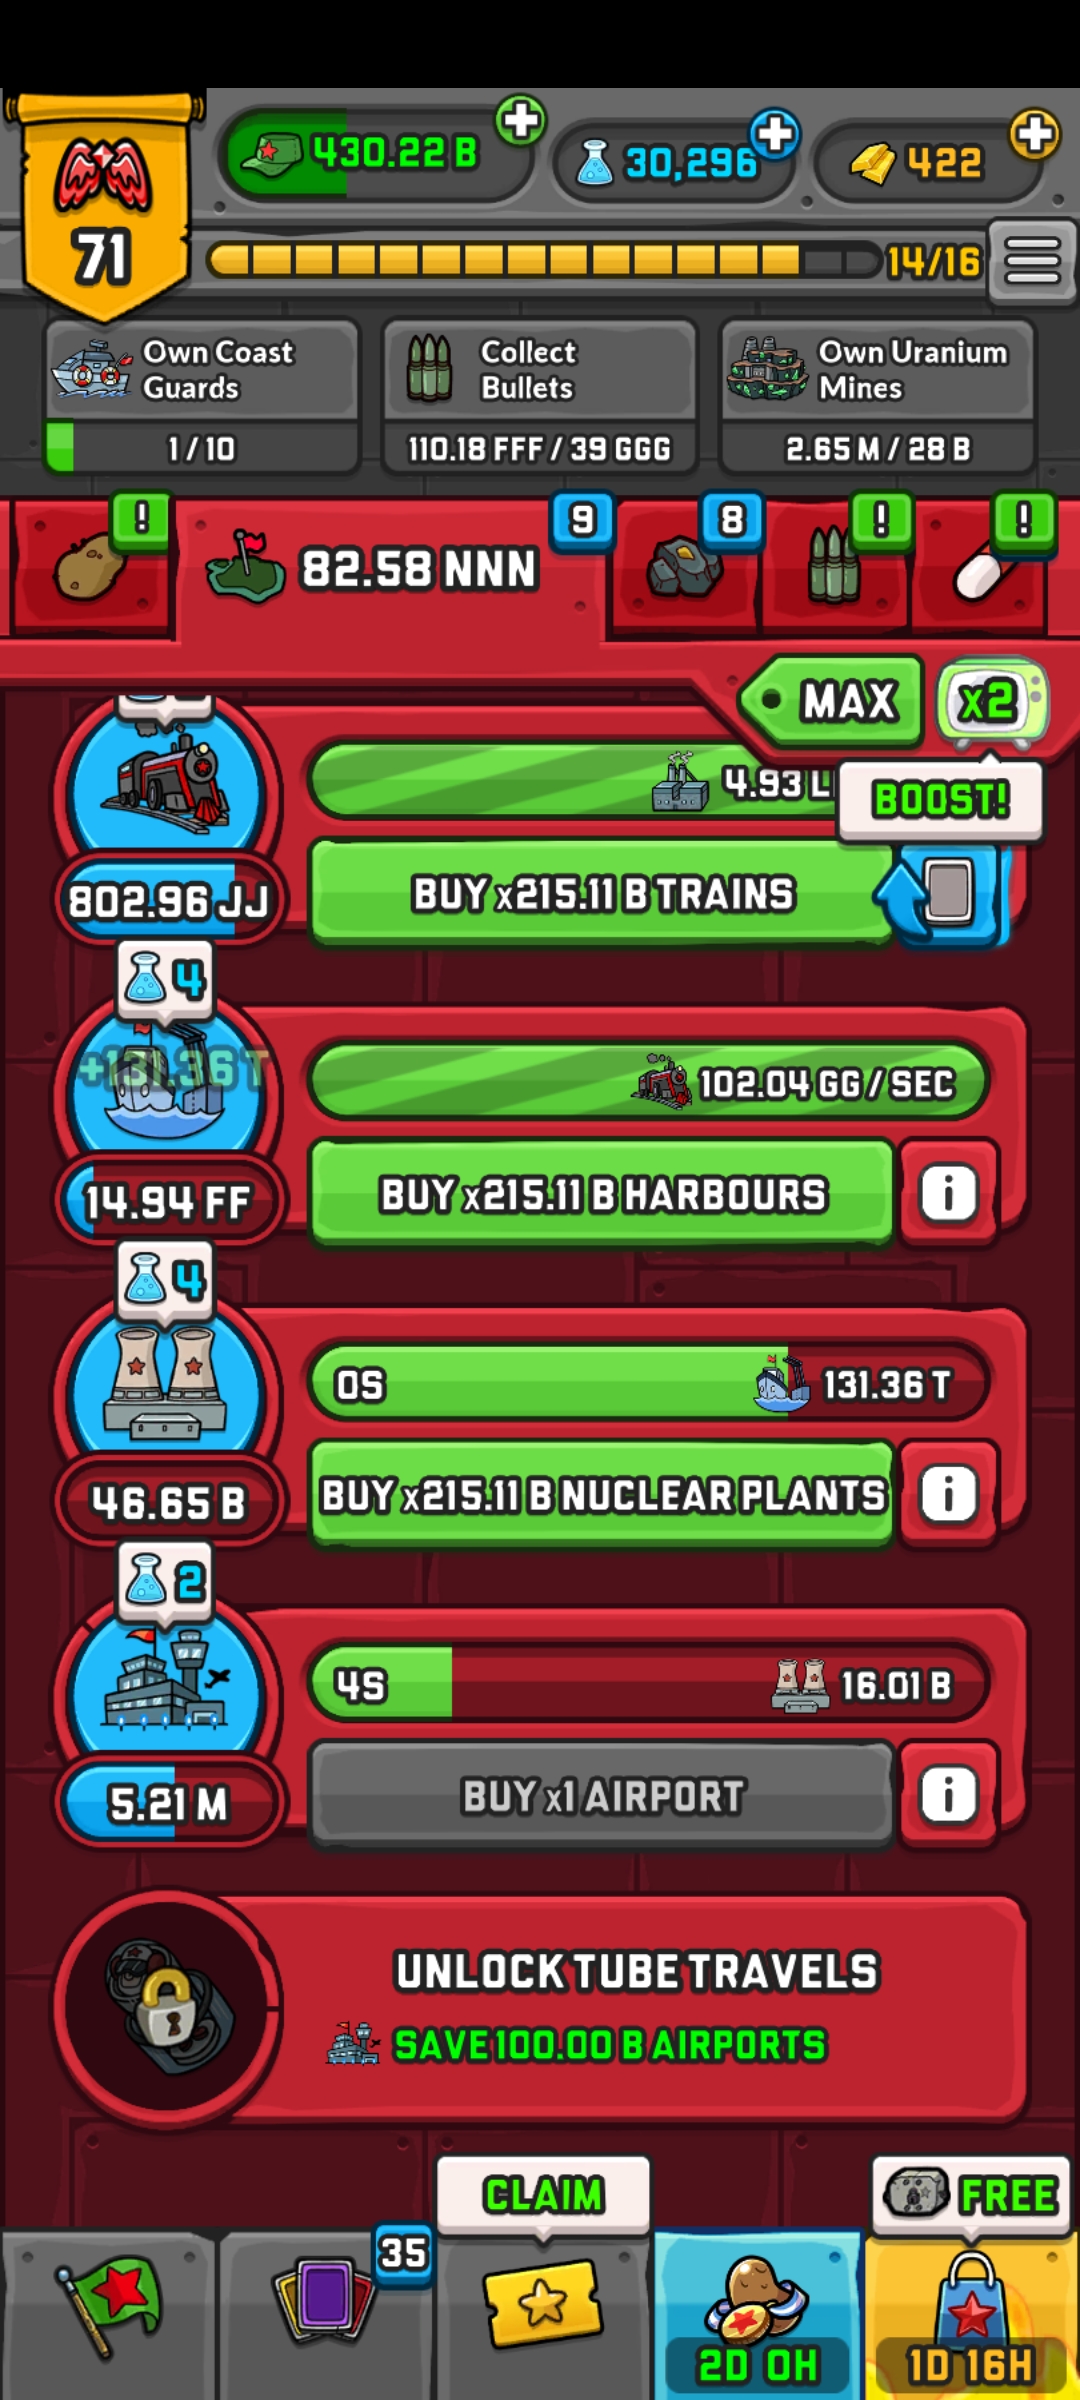 430.22 B
30,296
422
71
14/16
Own Coast
Guards
1/10
Collect
Bullets
110.18 FFF / 39 GGG
Own Uranium
Mines
2.65 M / 28 B
!
82.58 NNN
9
8
!
!
MAX
x2
BOOST!
4.93 L
802.96 JJ
BUY x215.11 B TRAINS
4
+131.36 T
102.04 GG / SEC
14.94 FF
BUY x215.11 B HARBOURS
4
0S
131.36 T
46.65 B
BUY x215.11 B NUCLEAR PLANTS
2
4S
16.01 B
5.21 M
BUY x1 AIRPORT
UNLOCK TUBE TRAVELS
SAVE 100.00 B AIRPORTS
CLAIM
FREE
35
2D 0H
1D 16H